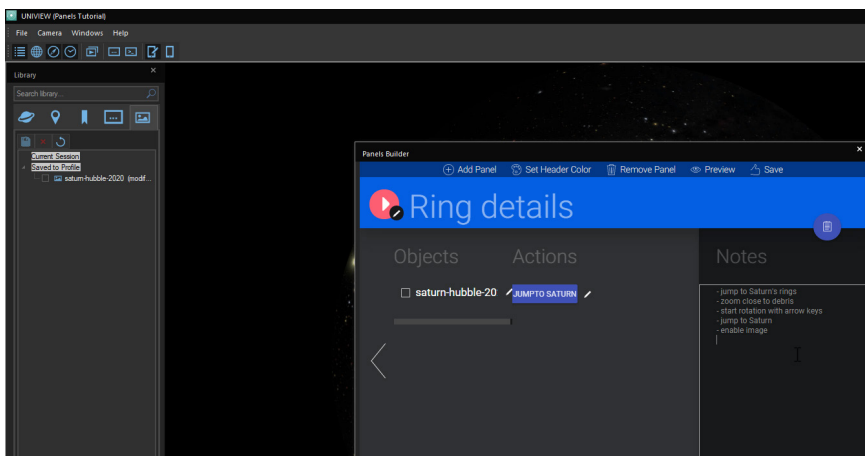 UNIVIEW (Panels Tutorial)
File Camera Windows Help
Library
Search library...
Current Session
Saved to Profile
saturn-hubble-2020 (modif...
Panels Builder
Add Panel Set Header Color Remove Panel Preview Save
Ring details
Objects Actions Notes
saturn-hubble-20 JUMPTO SATURN
- jump to Saturn's rings
- zoom close to debris
- start rotation with arrow keys
- jump to Saturn
- enable image